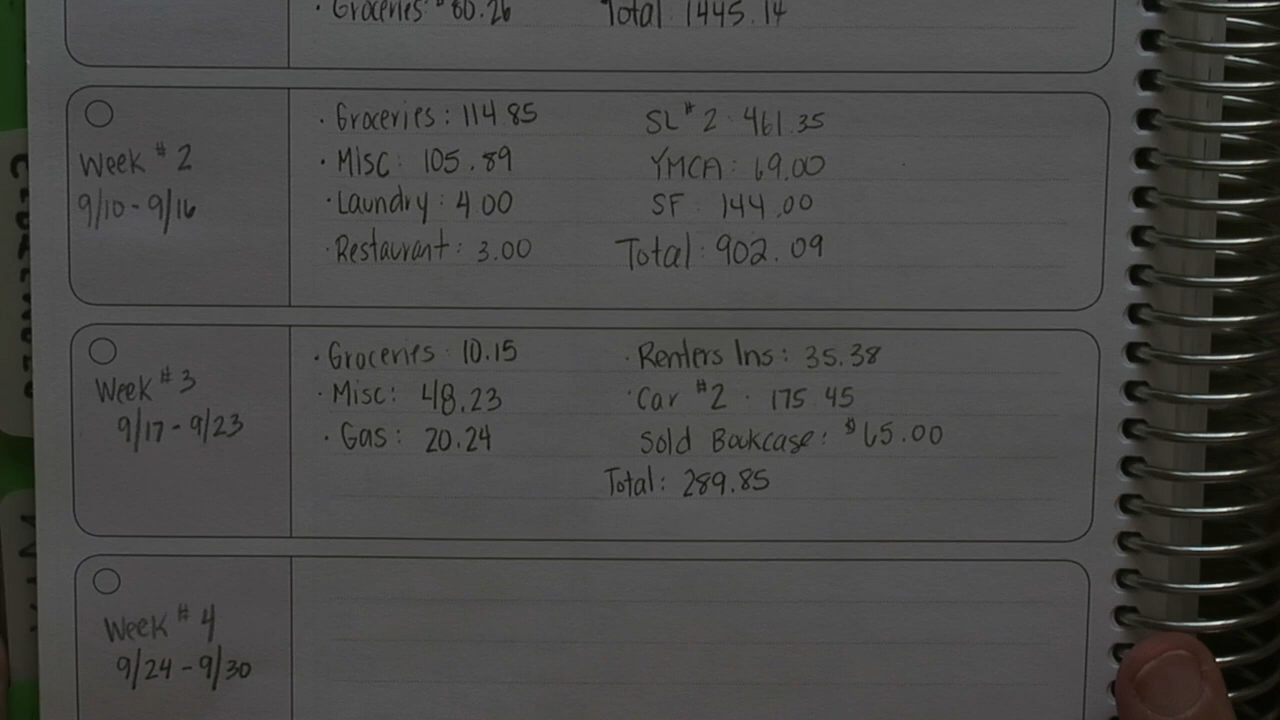 • Groceries $ 80.26 Total: 1445.14
Week #2
9/10 - 9/16
• Groceries: 114.85
• Misc: 105.89
• Laundry: 4.00
• Restaurant: 3.00
SL #2: 461.35
YMCA: 69.00
SF: 144.00
Total: 902.09
Week #3
9/17 - 9/23
• Groceries: 10.15
• Misc: 48.23
• Gas: 20.24
• Renters Ins: 35.38
• Car #2: 175.45
Sold Bookcase: $65.00
Total: 289.85
Week #4
9/24 - 9/30